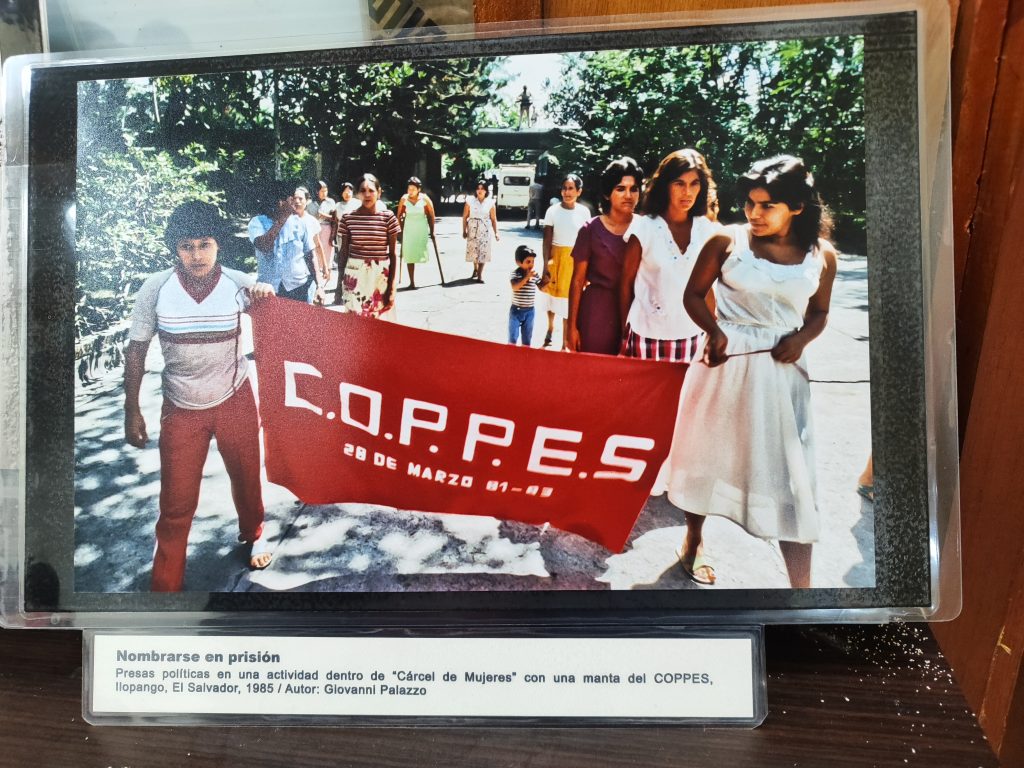 C.O.P.P.E.S
28 DE MARZO 81-83
Nombrarse en prisión
Presas políticas en una actividad dentro de "Cárcel de Mujeres" con una manta del COPPES,
Ilopango, El Salvador, 1985 / Autor: Giovanni Palazzo